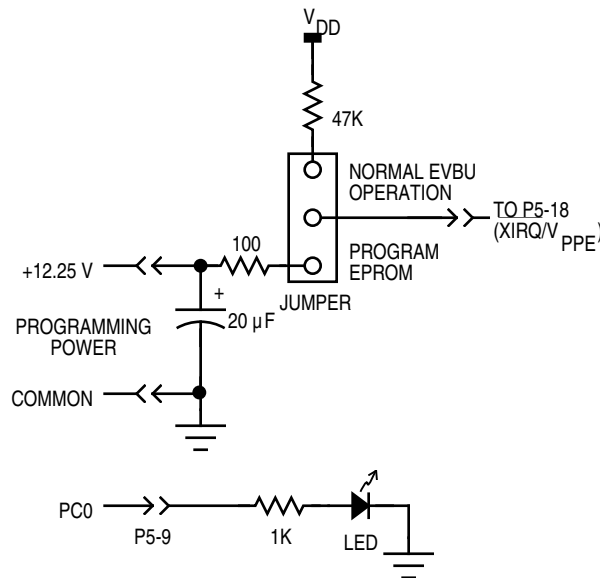 VDD
47K
NORMAL EVBU
OPERATION
TO P5-18
(XIRQ/VPPE)
100
PROGRAM
EPROM
+12.25 V
JUMPER
+
20 µF
PROGRAMMING
POWER
COMMON
PC0
P5-9
1K
LED